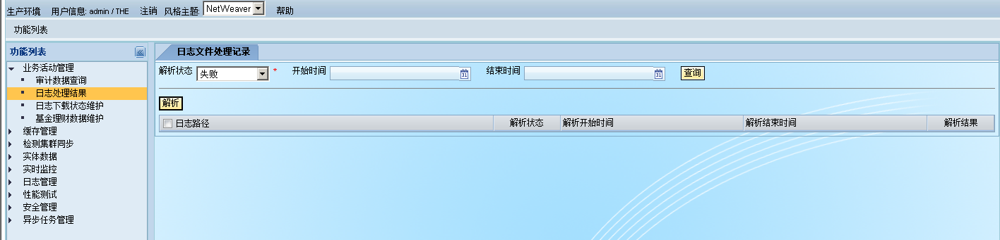 生产环境 用户信息: admin / THE 注销 风格主题: NetWeaver 帮助
功能列表
功能列表
业务活动管理
审计数据查询
日志处理结果
日志下载状态维护
基金理财数据维护
缓存管理
检测集群同步
实体数据
实时监控
日志管理
性能测试
安全管理
异步任务管理
日志文件处理记录
解析状态 失败 * 开始时间 31 结束时间 31 查询
解析
日志路径 解析状态 解析开始时间 解析结束时间 解析结果